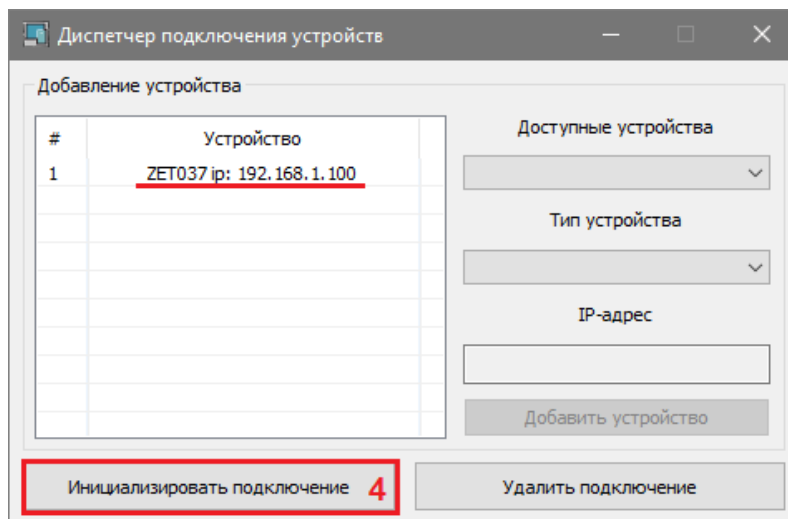 Диспетчер подключения устройств
Добавление устройства
# Устройство
1 ZET037 ip: 192.168.1.100
Доступные устройства
Тип устройства
IP-адрес
Добавить устройство
Инициализировать подключение 4
Удалить подключение